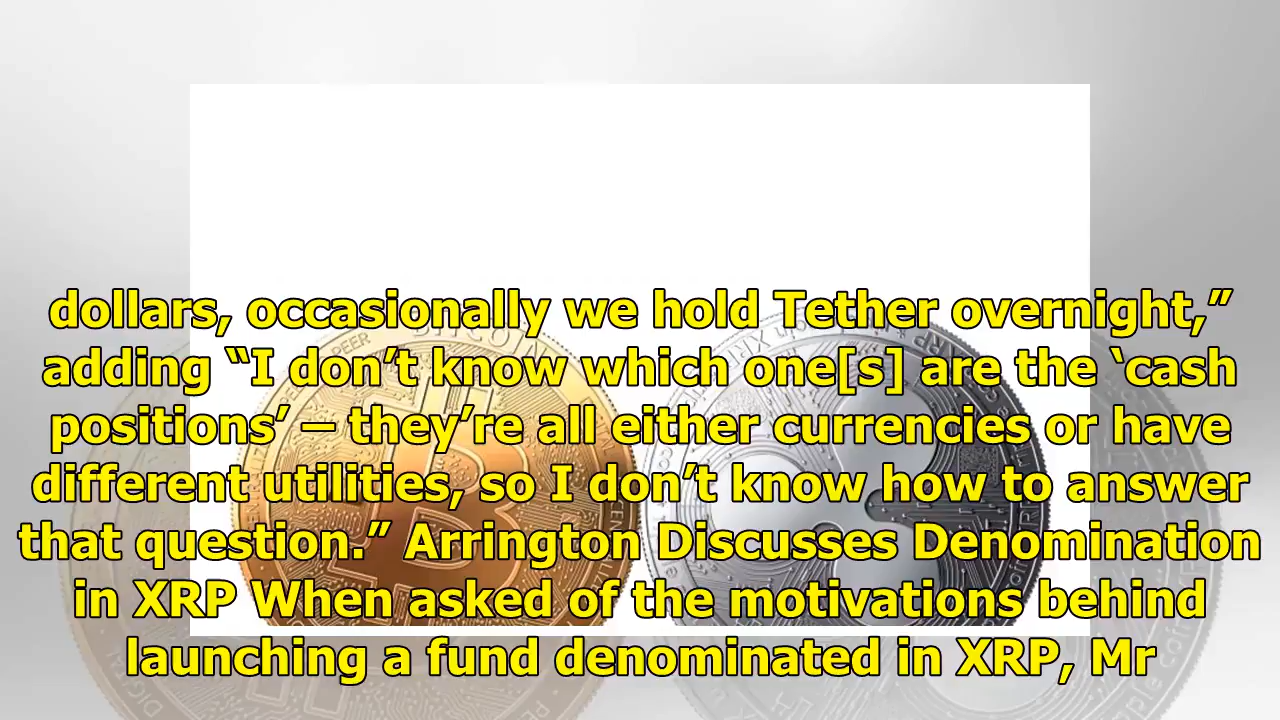 dollars, occasionally we hold Tether overnight,”
adding “I don’t know which one[s] are the ‘cash
positions’ – they’re all either currencies or have
different utilities, so I don’t know how to answer
that question.” Arrington Discusses Denomination
in XRP When asked of the motivations behind
launching a fund denominated in XRP, Mr